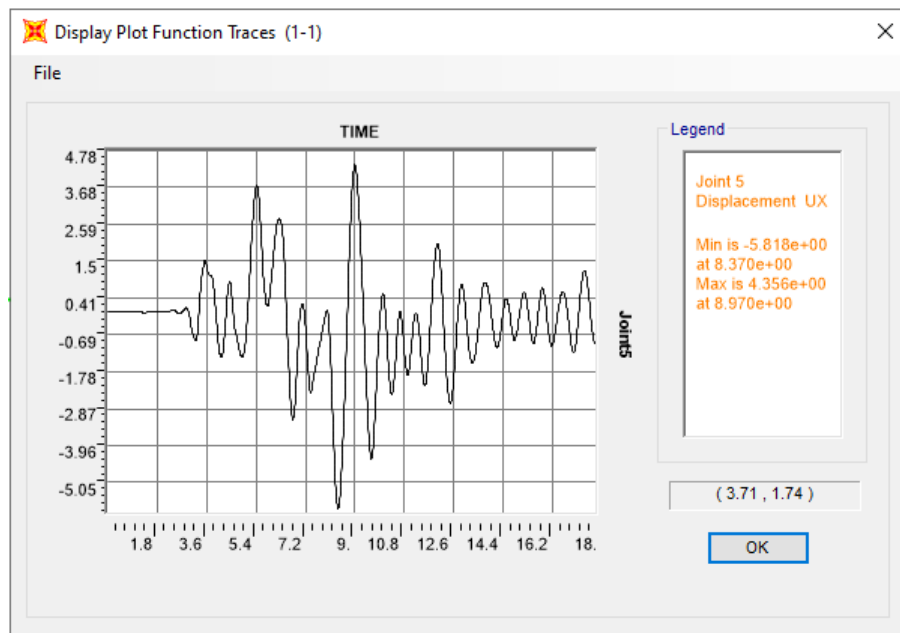 Display Plot Function Traces (1-1)
File
TIME
4.78
3.68
2.59
1.5
0.41
-0.69
-1.78
-2.87
-3.96
-5.05
1.8 3.6 5.4 7.2 9. 10.8 12.6 14.4 16.2 18.
Joint5
Legend
Joint 5
Displacement UX
Min is -5.818e+00
at 8.370e+00
Max is 4.356e+00
at 8.970e+00
( 3.71 , 1.74 )
OK